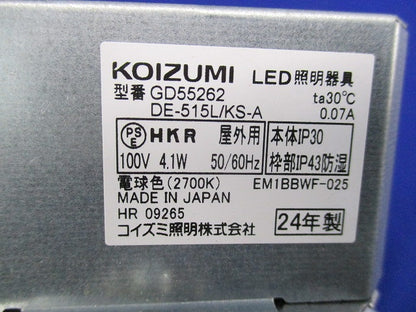 KOIZUMI LED照明器具
型番 GD55262 ta30℃
DE-515L/KS-A 0.07A
PSE HKR 屋外用 本体IP30
100V 4.1W 50/60Hz 枠部IP43防湿
電球色(2700K) EM1BBWF-025
MADE IN JAPAN
HR 09265 24年製
コイズミ照明株式会社